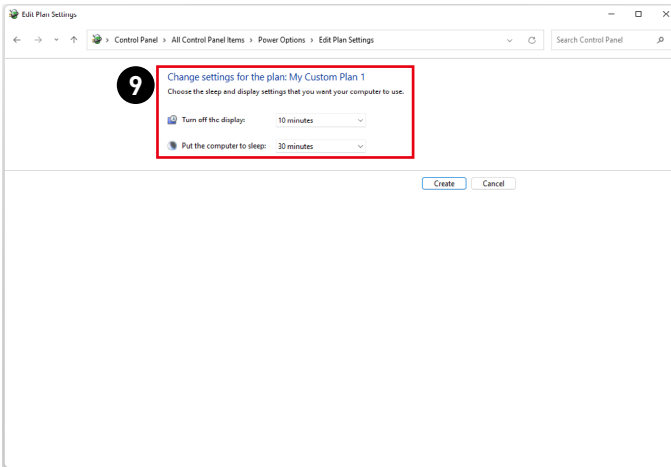 Edit Plan Settings
Control Panel > All Control Panel Items > Power Options > Edit Plan Settings
Search Control Panel
9
Change settings for the plan: My Custom Plan 1
Choose the sleep and display settings that you want your computer to use.
Turn off the display: 10 minutes
Put the computer to sleep: 30 minutes
Create Cancel